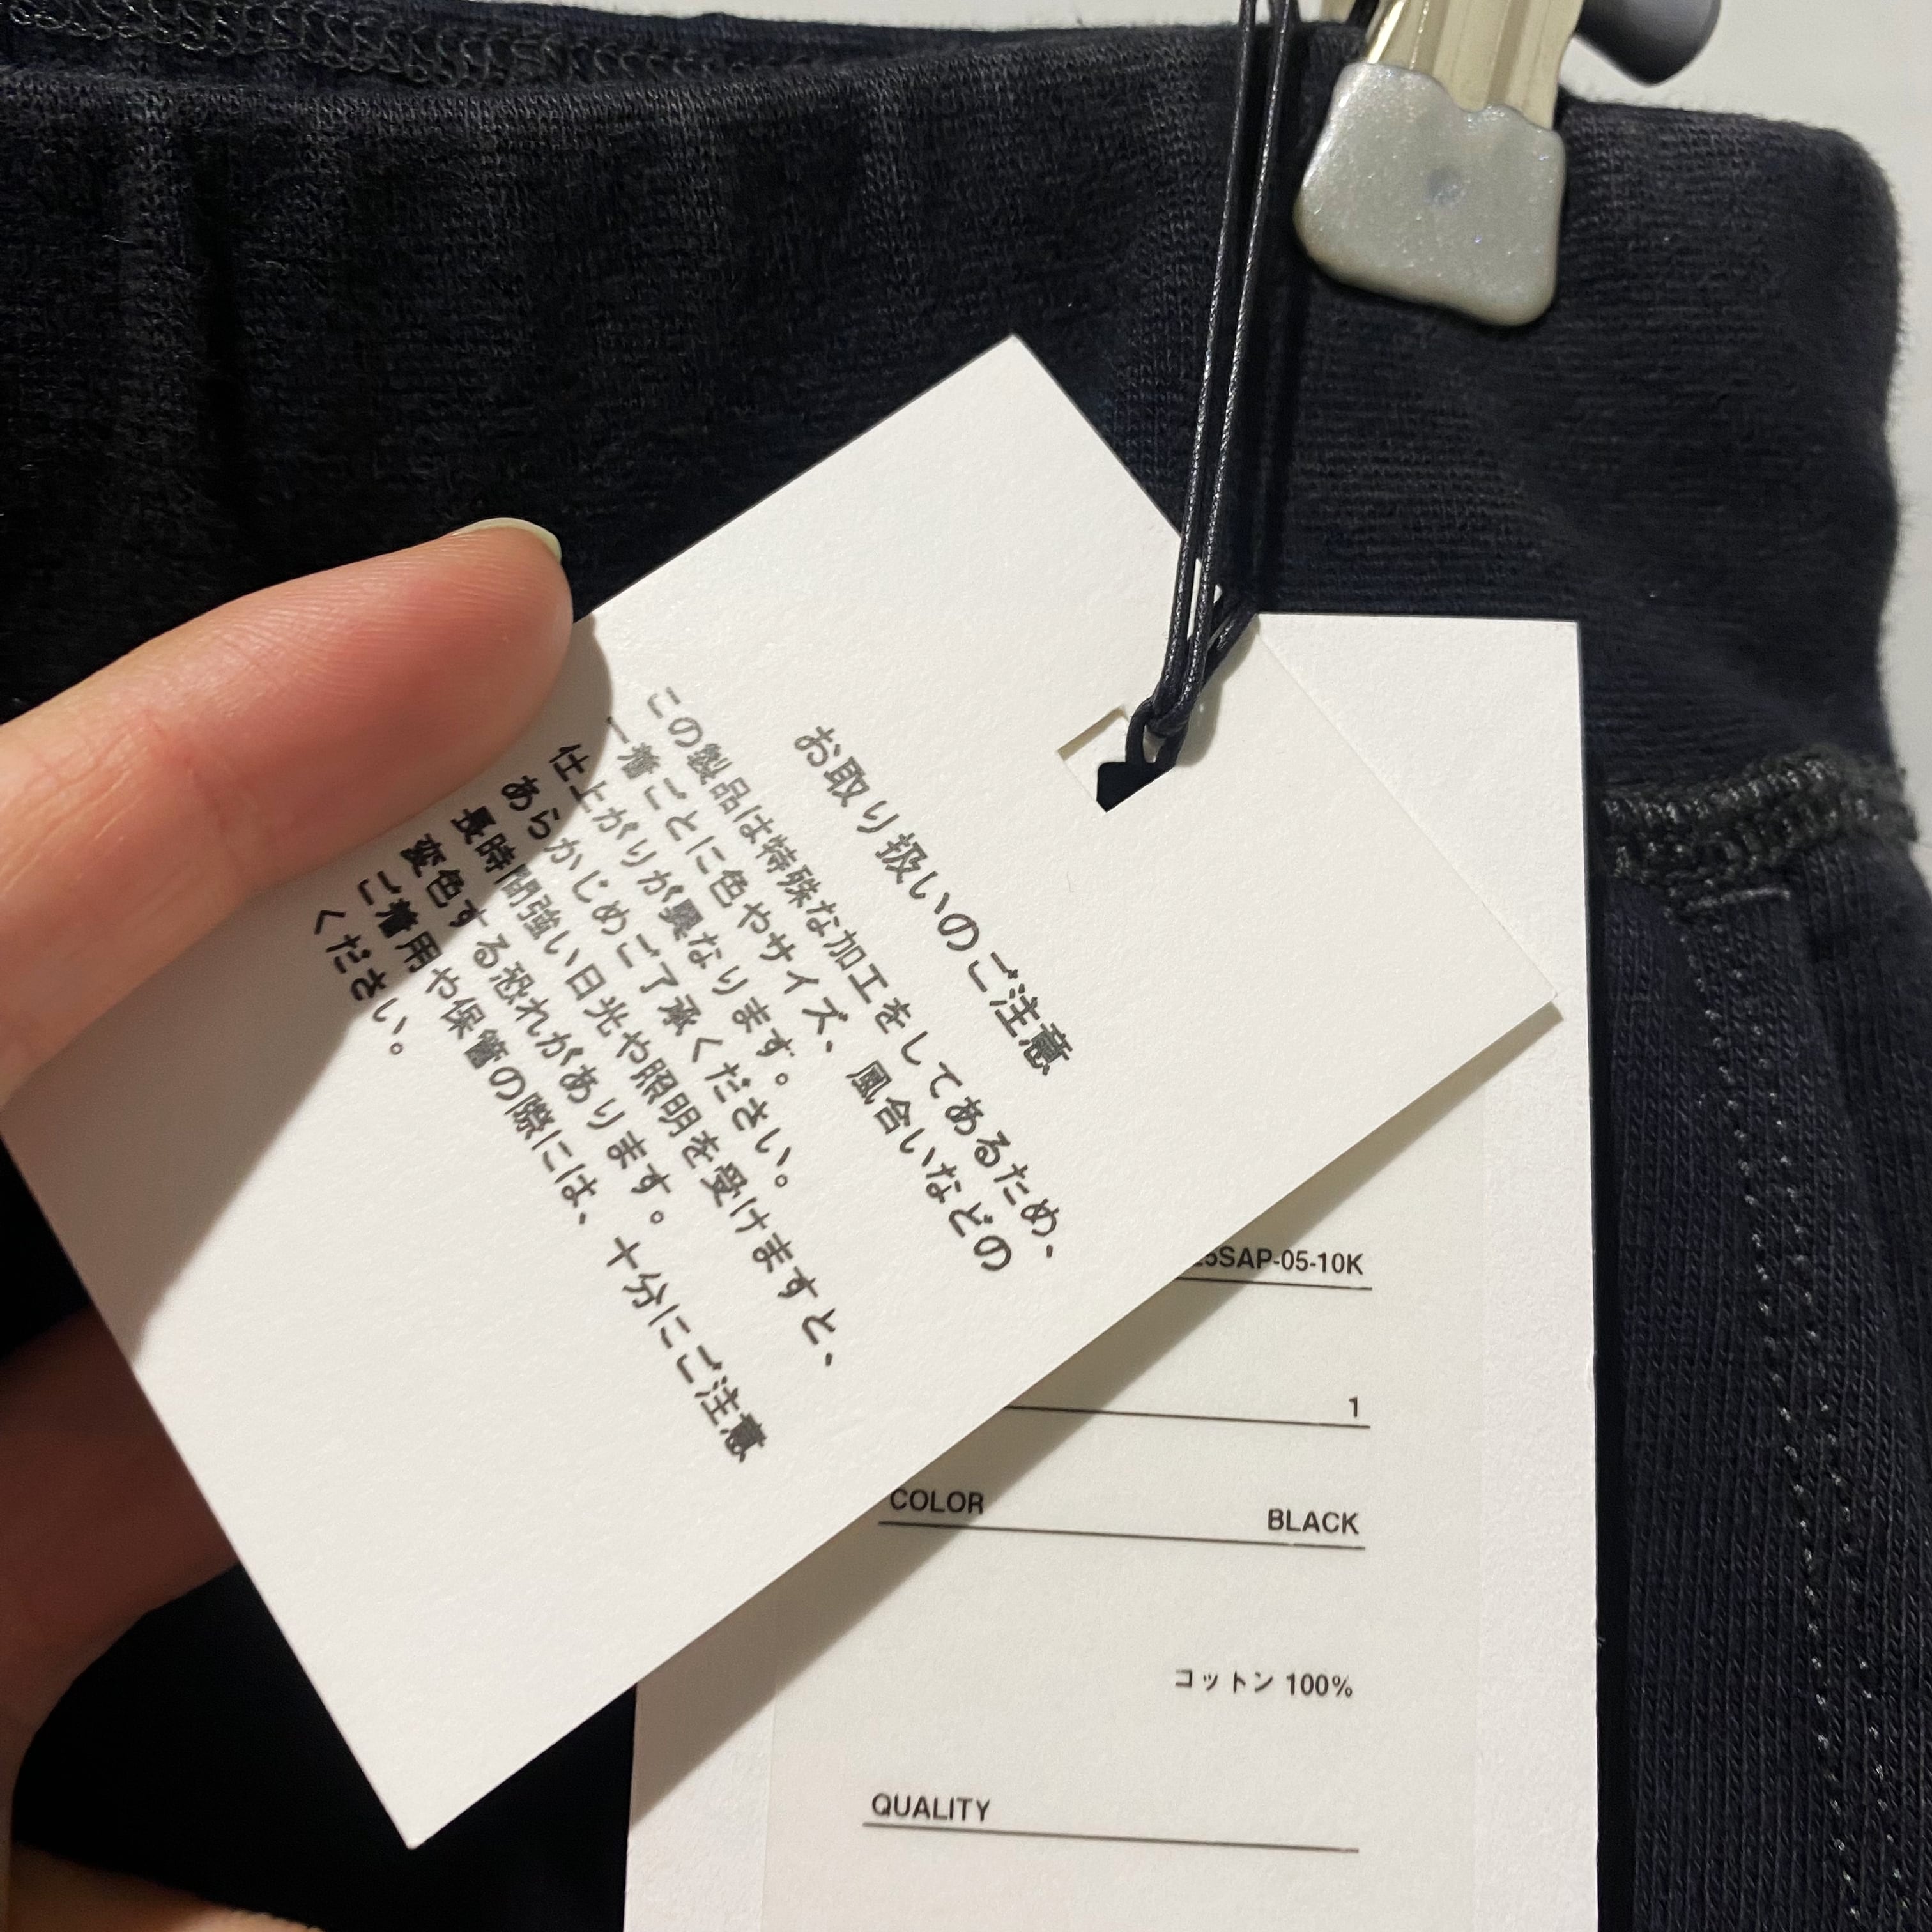 お取り扱いのご注意
この製品は特殊な加工をしてあるため、
一着ごとに色やサイズ、風合いなどの
仕上がりが異なります。
あらかじめご了承ください。
長時間強い日光や照明を受けますと、
変色する恐れがあります。
ご着用や保管の際には、十分にご注意
ください。
5SAP-05-10K
1
COLOR BLACK
コットン 100%
QUALITY